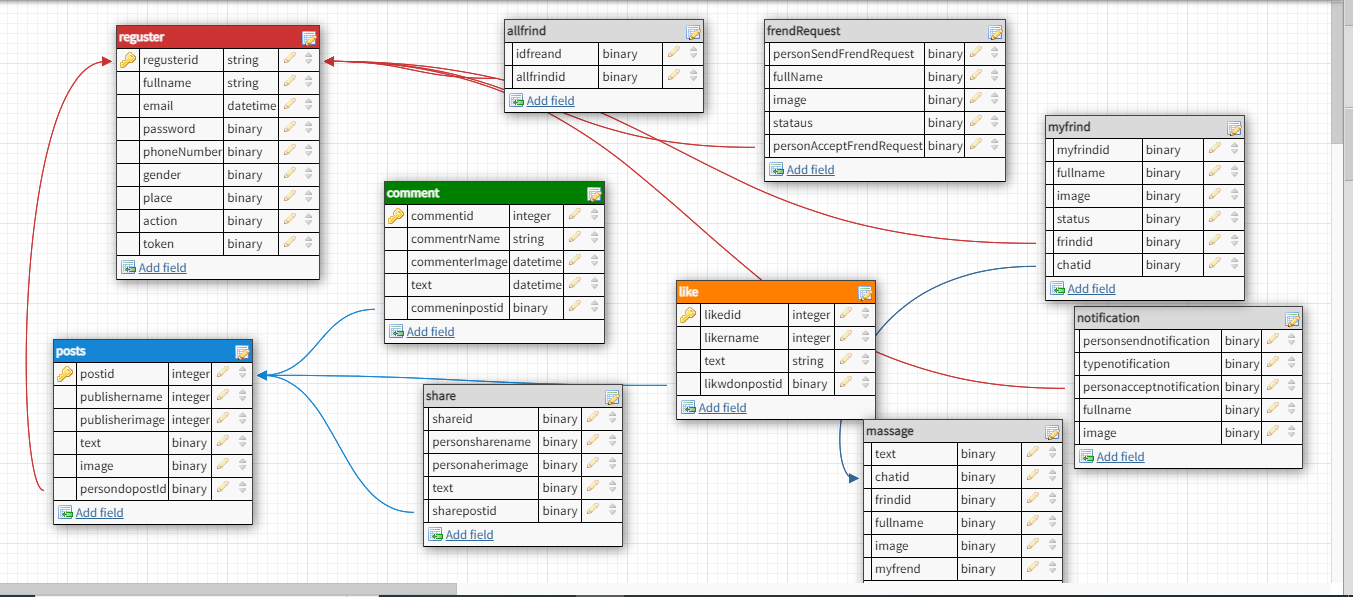 reguster
regusterid string
fullname string
email datetime
password binary
phoneNumber binary
gender binary
place binary
action binary
token binary
Add field
allfrind
idfreand binary
allfrindid binary
Add field
frendRequest
personSendFrendRequest binary
fullName binary
image binary
stataus binary
personAcceptFrendRequest binary
Add field
myfrind
myfrindid binary
fullname binary
image binary
status binary
frindid binary
chatid binary
Add field
comment
commentid integer
commentrName string
commenterImage datetime
text datetime
commeninpostid binary
Add field
like
likedid integer
likername integer
text string
likwdonpostid binary
Add field
notification
personsendnotification binary
typenotification binary
personacceptnotification binary
fullname binary
image binary
Add field
posts
postid integer
publishername integer
publisherimage integer
text binary
image binary
persondopostId binary
Add field
share
shareid binary
personsharename binary
personaherimage binary
text binary
sharepostid binary
Add field
massage
text binary
chatid binary
frindid binary
fullname binary
image binary
myfrend binary